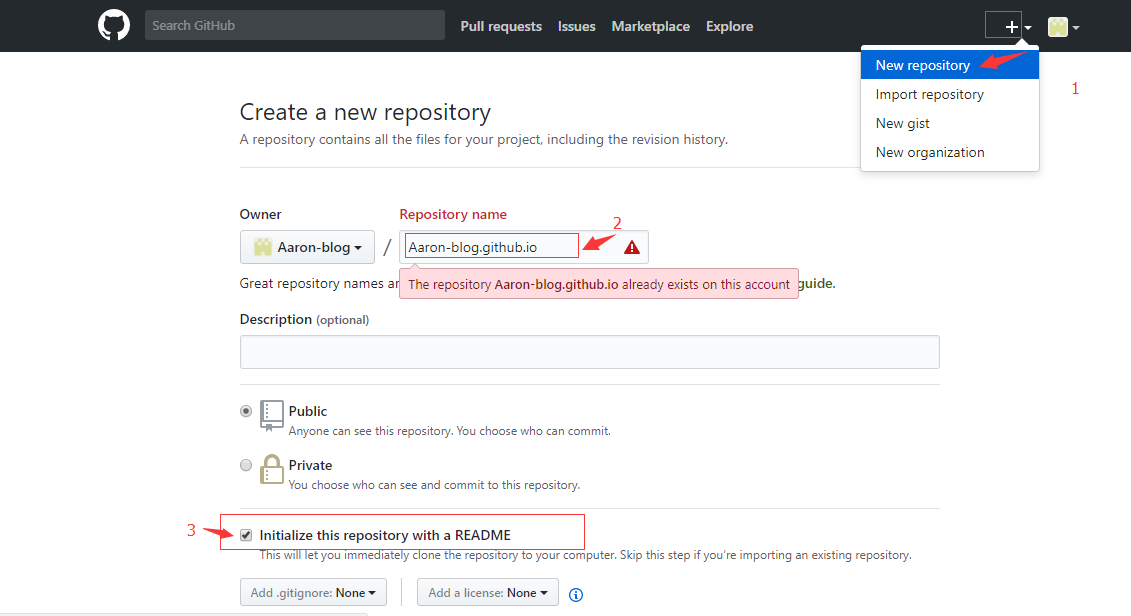 Search GitHub
Pull requests
Issues
Marketplace
Explore
New repository
Import repository
New gist
New organization
1
Create a new repository
A repository contains all the files for your project, including the revision history.
Owner
Repository name
2
Aaron-blog
/
Aaron-blog.github.io
The repository Aaron-blog.github.io already exists on this account
Great repository names guide.
Description (optional)
Public
Anyone can see this repository. You choose who can commit.
Private
You choose who can see and commit to this repository.
3
Initialize this repository with a README
This will let you immediately clone the repository to your computer. Skip this step if you're importing an existing repository.
Add .gitignore: None
Add a license: None